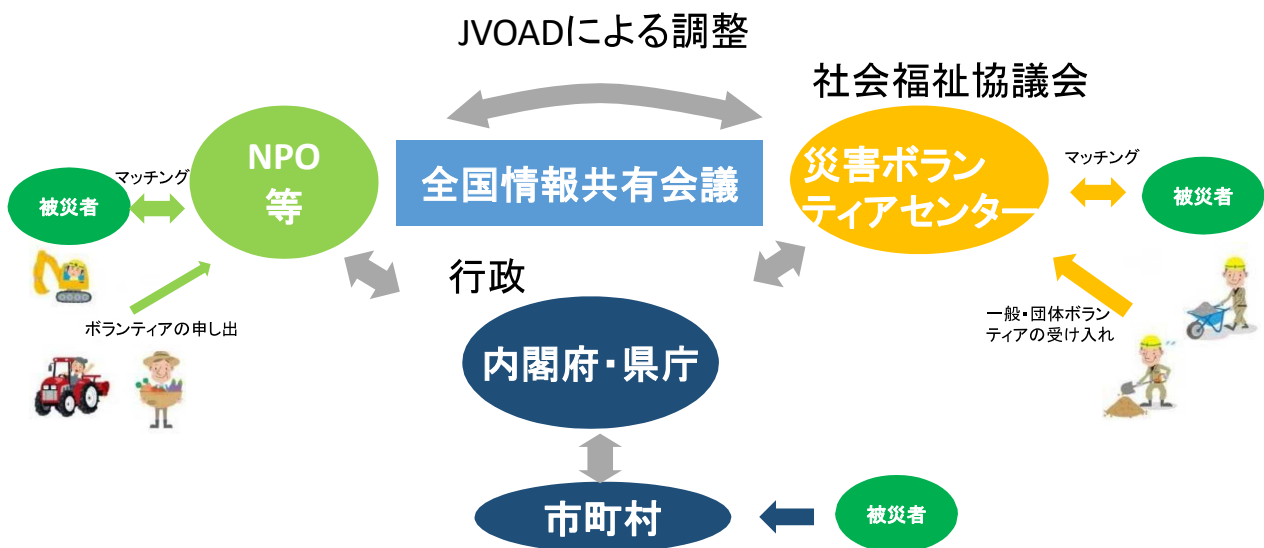 JVOADによる調整
社会福祉協議会
NPO
等
全国情報共有会議
災害ボラン
ティアセンター
マッチング
被災者
マッチング
被災者
ボランティアの申し出
行政
内閣府・県庁
一般・団体ボラン
ティアの受け入れ
市町村
被災者